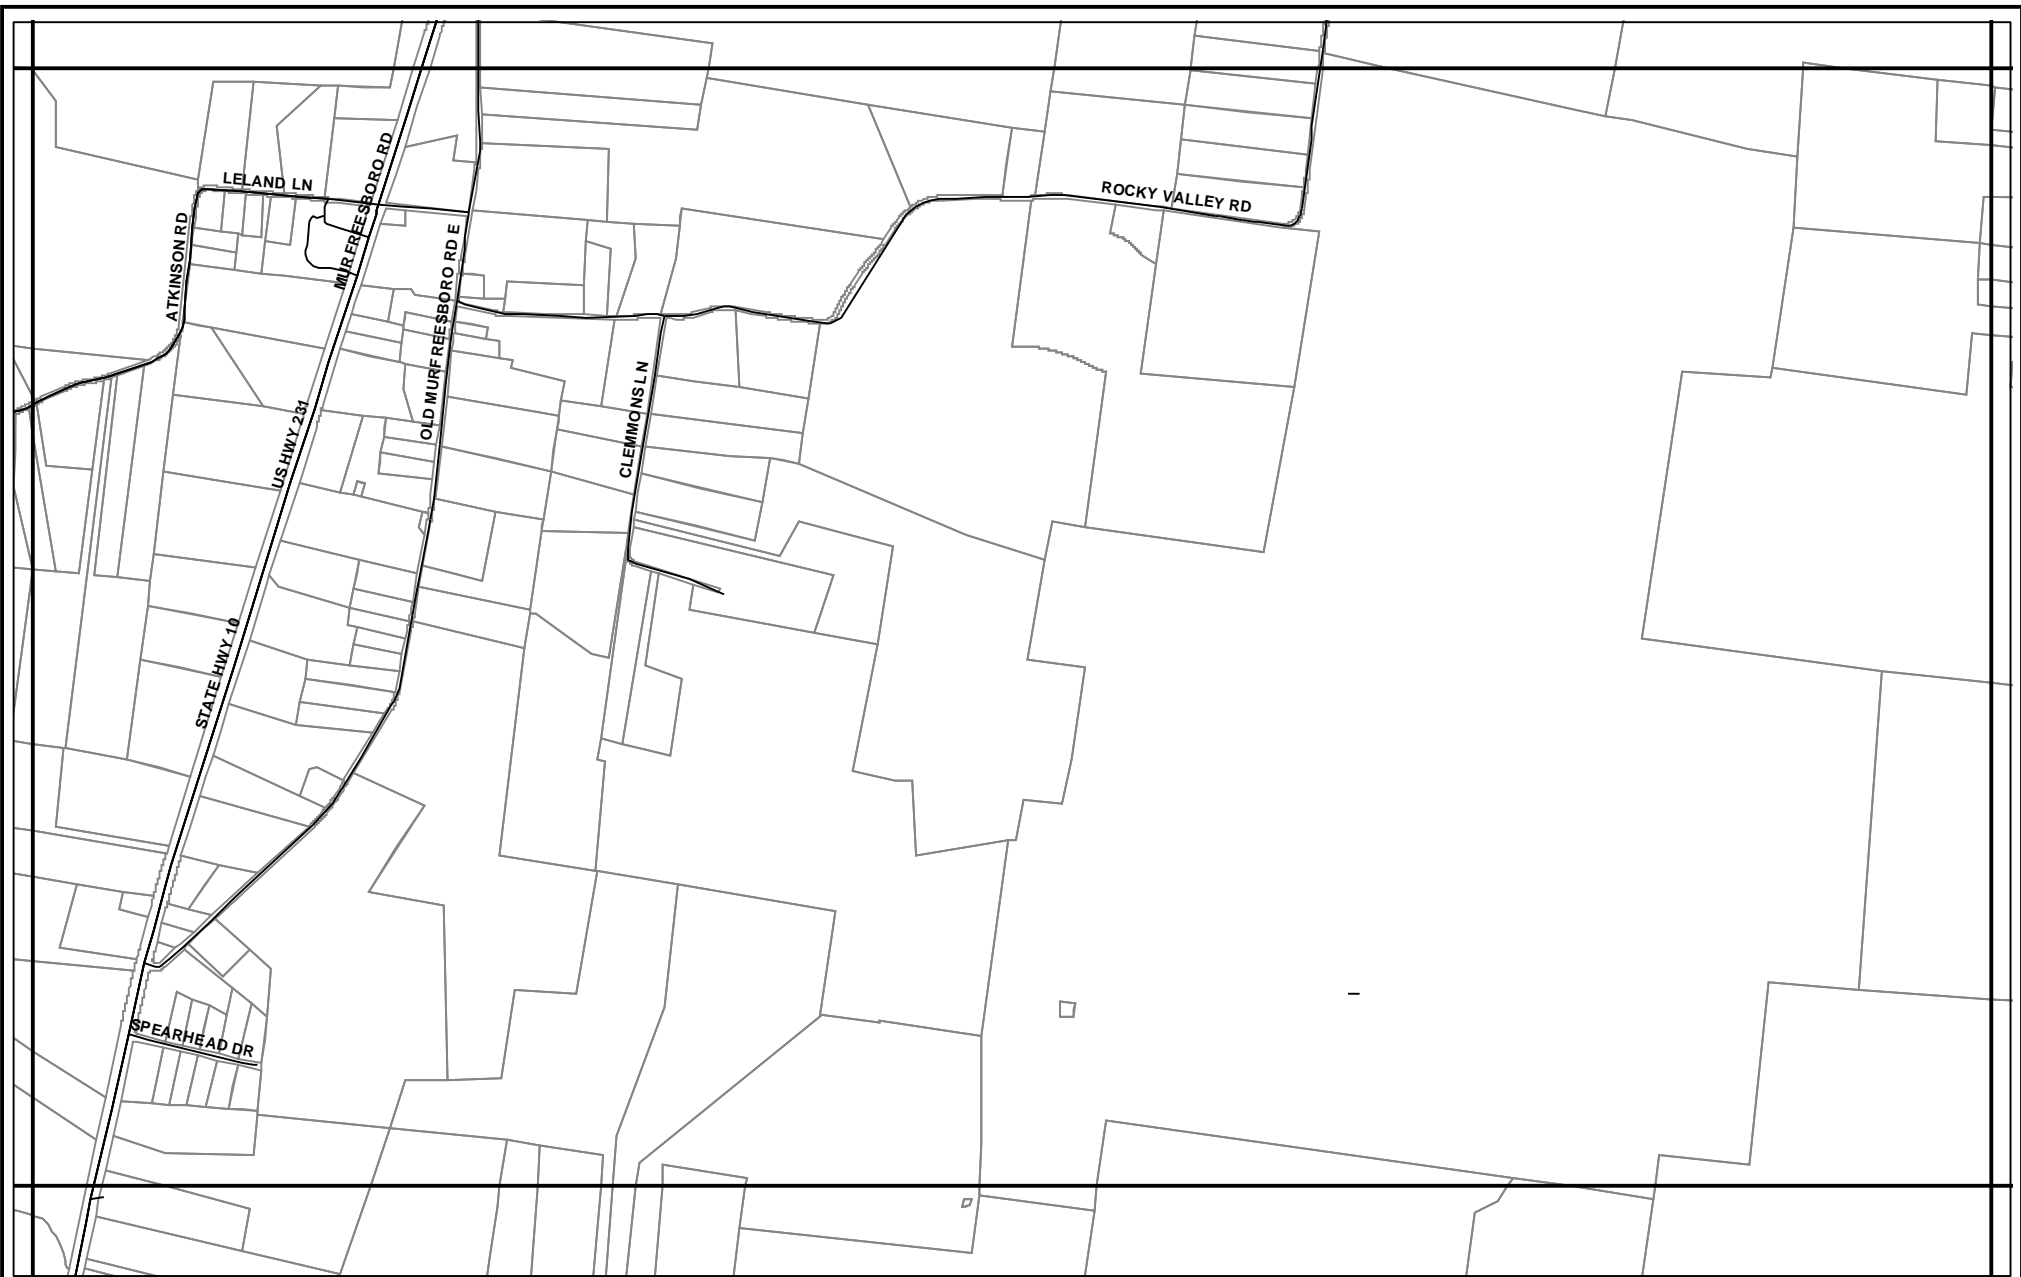 MURFREESBORO RD
LELAND LN
ROCKY VALLEY RD
ATKINSON RD
OLD MURFREESBORO RD E
CLEMMONS LN
US HWY 231
STATE HWY 10
SPEARHEAD DR